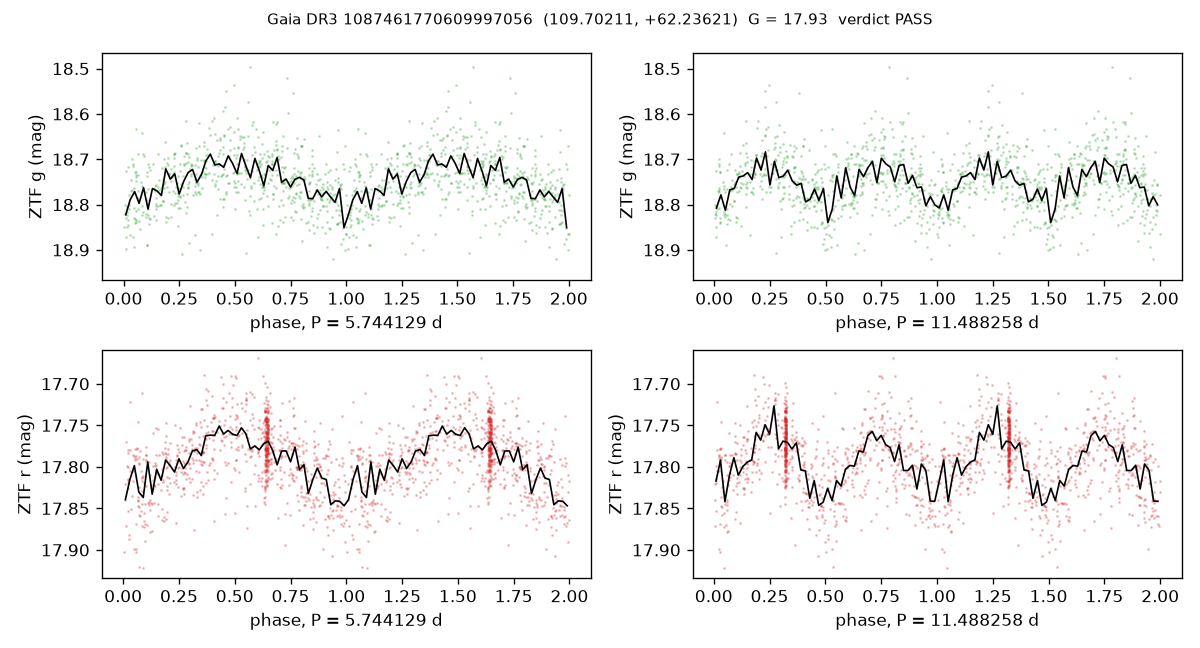 Gaia DR3 1087461770609997056  (109.70211, +62.23621)  G = 17.93  verdict PASS
ZTF g (mag)
18.5
18.6
18.7
18.8
18.9
0.00 0.25 0.50 0.75 1.00 1.25 1.50 1.75 2.00
phase, P = 5.744129 d
ZTF g (mag)
18.5
18.6
18.7
18.8
18.9
0.00 0.25 0.50 0.75 1.00 1.25 1.50 1.75 2.00
phase, P = 11.488258 d
ZTF r (mag)
17.70
17.75
17.80
17.85
17.90
0.00 0.25 0.50 0.75 1.00 1.25 1.50 1.75 2.00
phase, P = 5.744129 d
ZTF r (mag)
17.70
17.75
17.80
17.85
17.90
0.00 0.25 0.50 0.75 1.00 1.25 1.50 1.75 2.00
phase, P = 11.488258 d